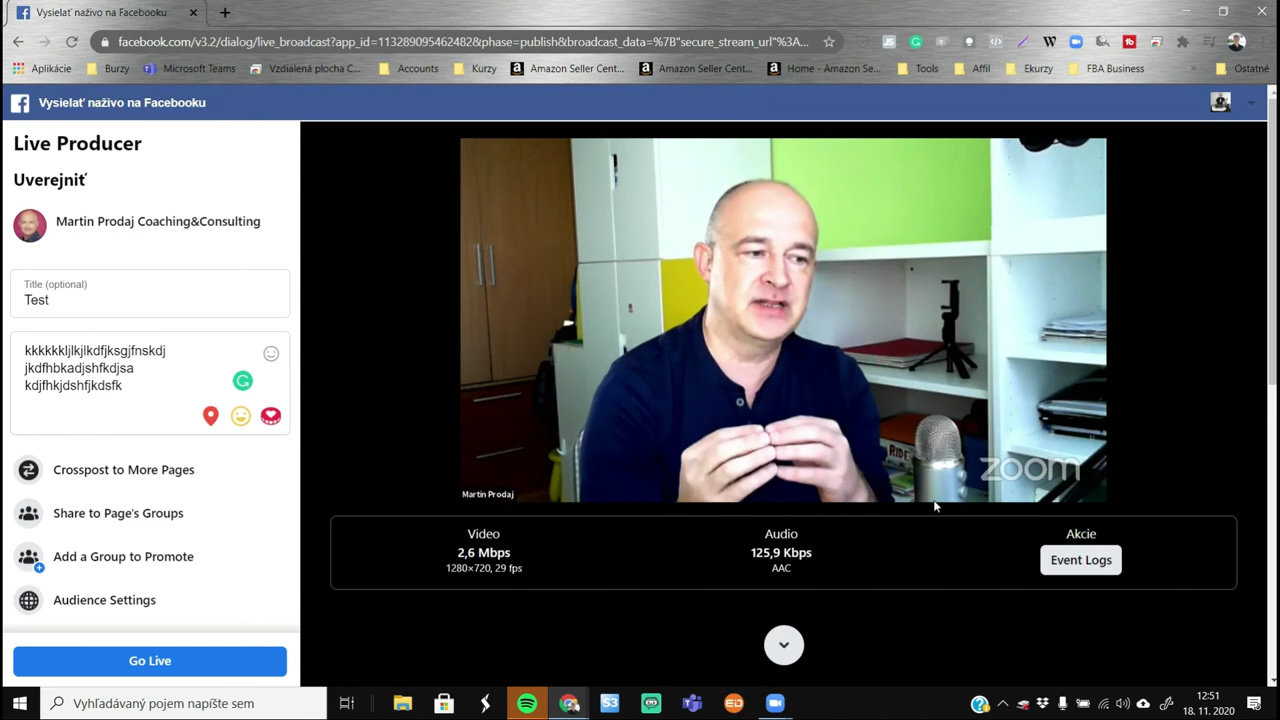 Vysielať naživo na Facebooku
facebook.com/v3.2/dialog/live_broadcast?app_id=1132890954624829&phase=publish&broadcast_data=%7B"secure_stream_url"%3A...
Aplikácie
Burzy
Microsoft Teams
Vzdialená plocha C...
Accounts
Kurzy
Amazon Seller Cent...
Amazon Seller Cent...
Home - Amazon Se...
Tools
Affil
Ekurzy
FBA Business
Ostatné
Vysielať naživo na Facebooku
Live Producer
Uverejniť
Martin Prodaj Coaching&Consulting
Title (optional)
Test
kkkkkkljlkjlkdfjksgjfnskdj
jkdfhbkadjshfkdjsa
kdjfhkjdshfjkdsfk
Crosspost to More Pages
Share to Page's Groups
Add a Group to Promote
Audience Settings
Go Live
RIDE
zoom
Martin Prodaj
Video
2,6 Mbps
1280×720, 29 fps
Audio
125,9 Kbps
AAC
Akcie
Event Logs
Vyhľadávaný pojem napíšte sem
12:51
18. 11. 2020